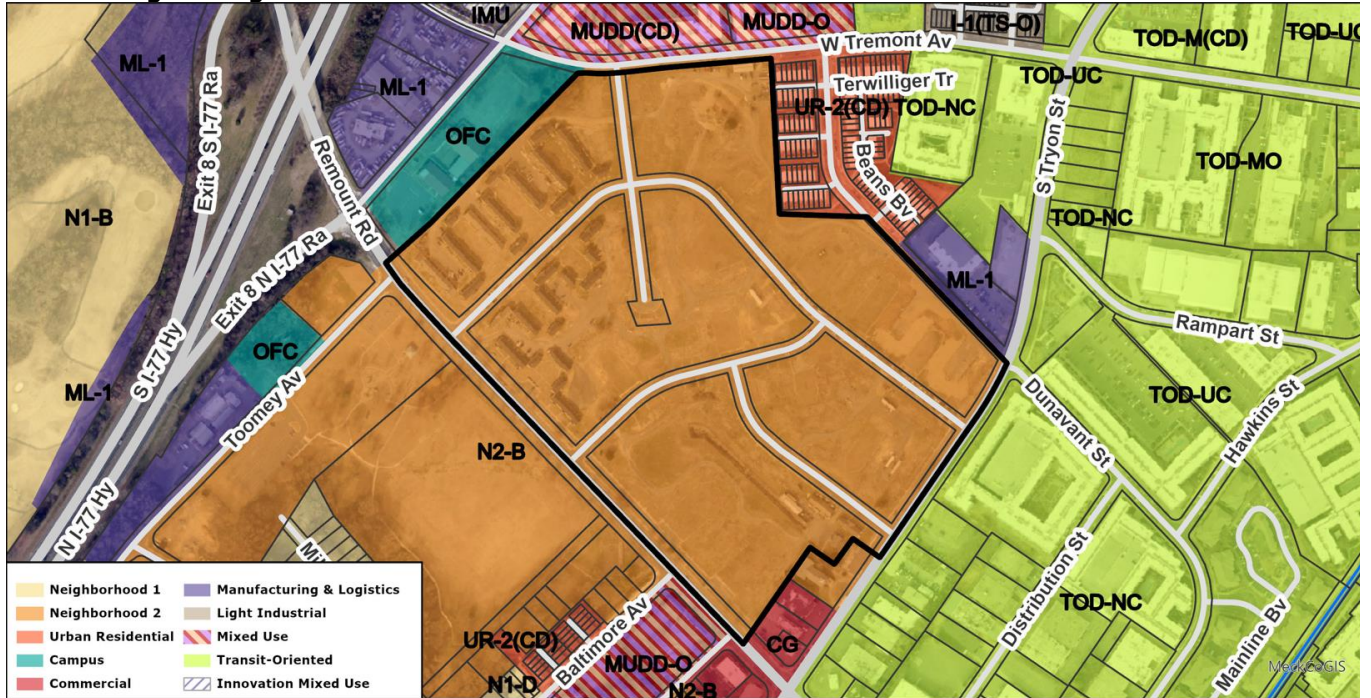 IMU
MUDD(CD)
MUDD-O
I-1(TS-O)
W Tremont Av
TOD-M(CD)
TOD-UC
ML-1
Exit 8 S I-77 Ra
ML-1
Terwilliger Tr
TOD-UC
UR-2(CD)
TOD-NC
OFC
Remount Rd
Beans Bv
S Tryon St
TOD-MO
N1-B
TOD-NC
Exit 8 N I-77 Ra
ML-1
Rampart St
OFC
S I-77 Hy
ML-1
Toomey Av
Dunavant St
TOD-UC
Hawkins St
N2-B
N I-77 Hy
Distribution St
TOD-NC
Mainline Bv
UR-2(CD)
Baltimore Av
MUDD-O
CG
N1-D
N2-B
MeckCoGIS
Neighborhood 1
Neighborhood 2
Urban Residential
Campus
Commercial
Manufacturing & Logistics
Light Industrial
Mixed Use
Transit-Oriented
Innovation Mixed Use